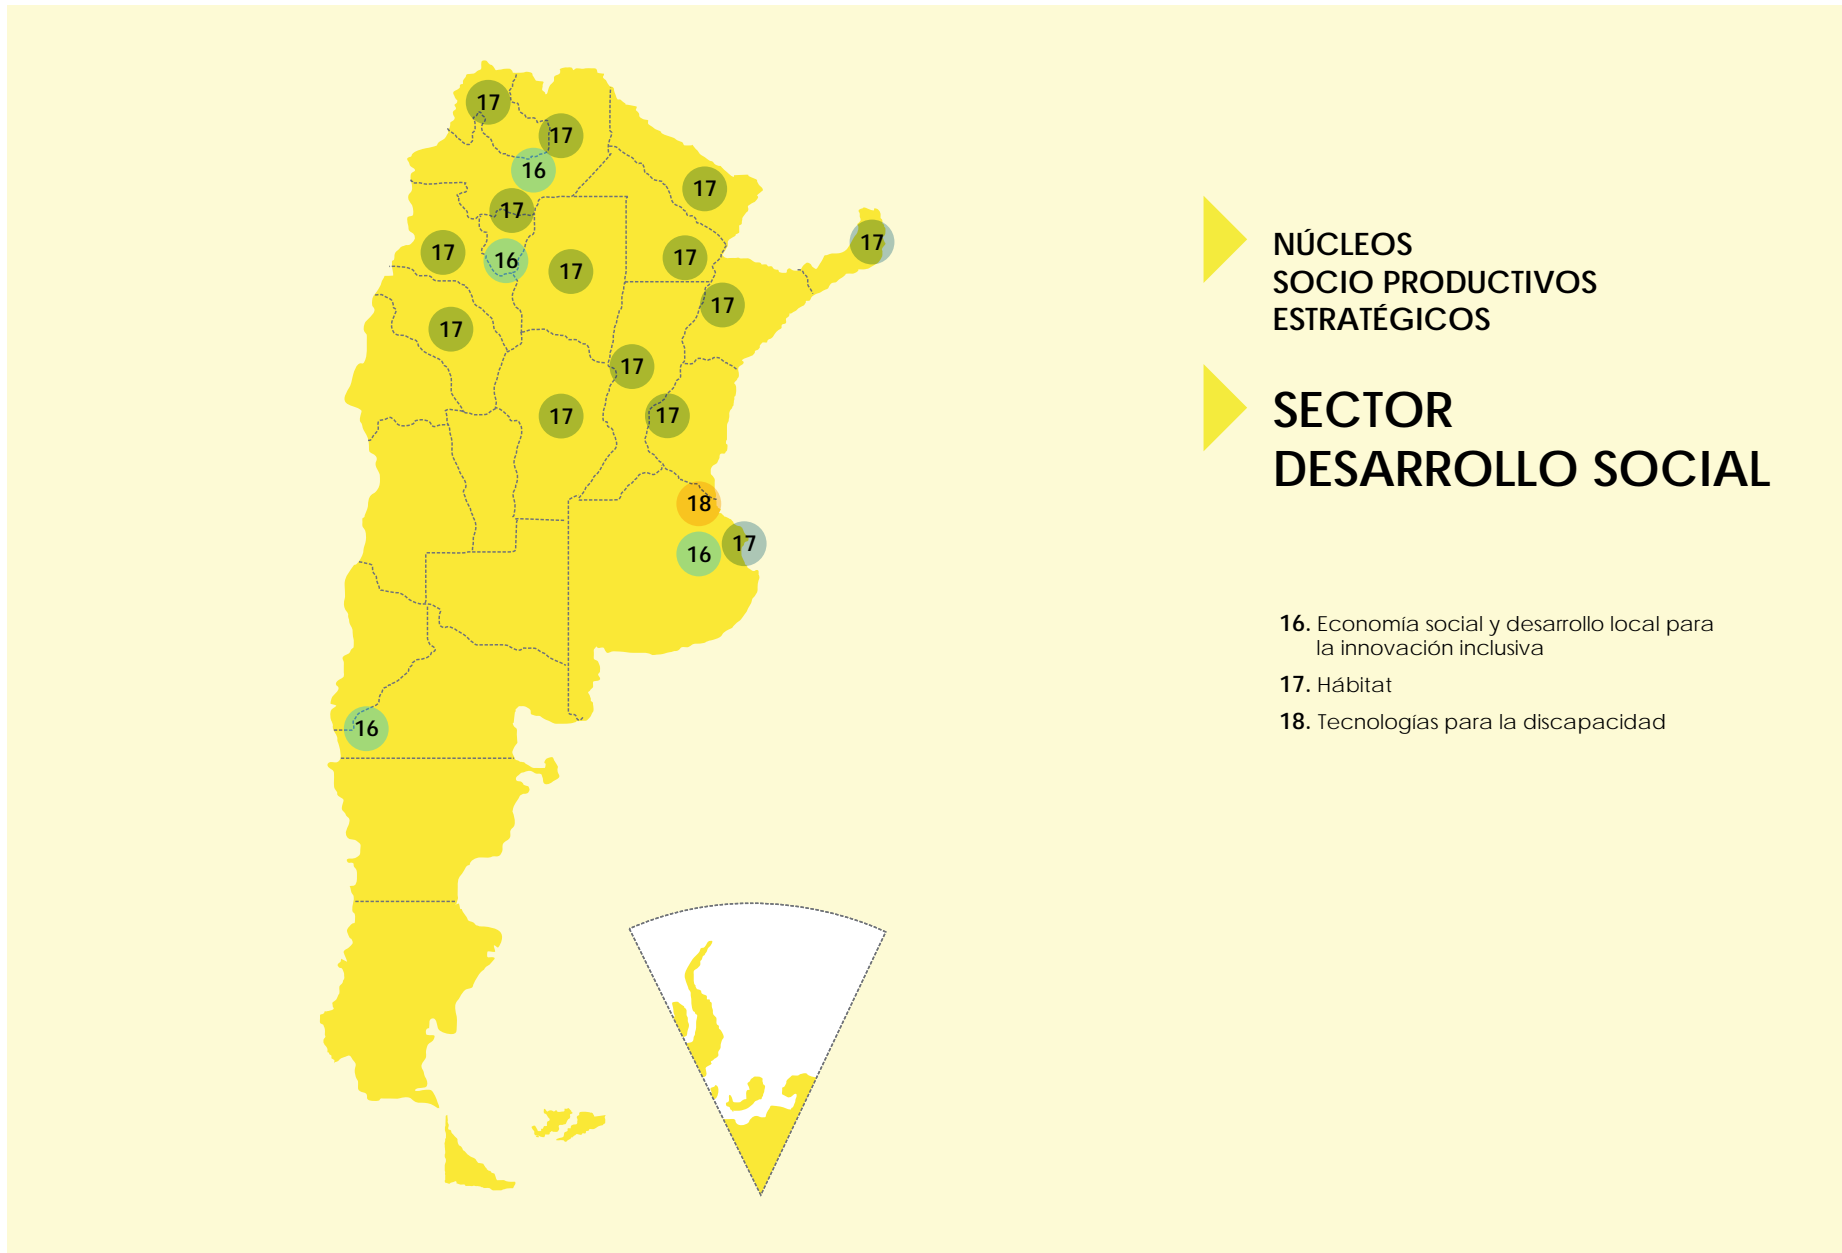 17
17
16
17
17
17
17
16
17
17
17
17
17
17
17
18
17
16
16
NÚCLEOS
SOCIO PRODUCTIVOS
ESTRATÉGICOS
SECTOR
DESARROLLO SOCIAL
16. Economía social y desarrollo local para
la innovación inclusiva
17. Hábitat
18. Tecnologías para la discapacidad